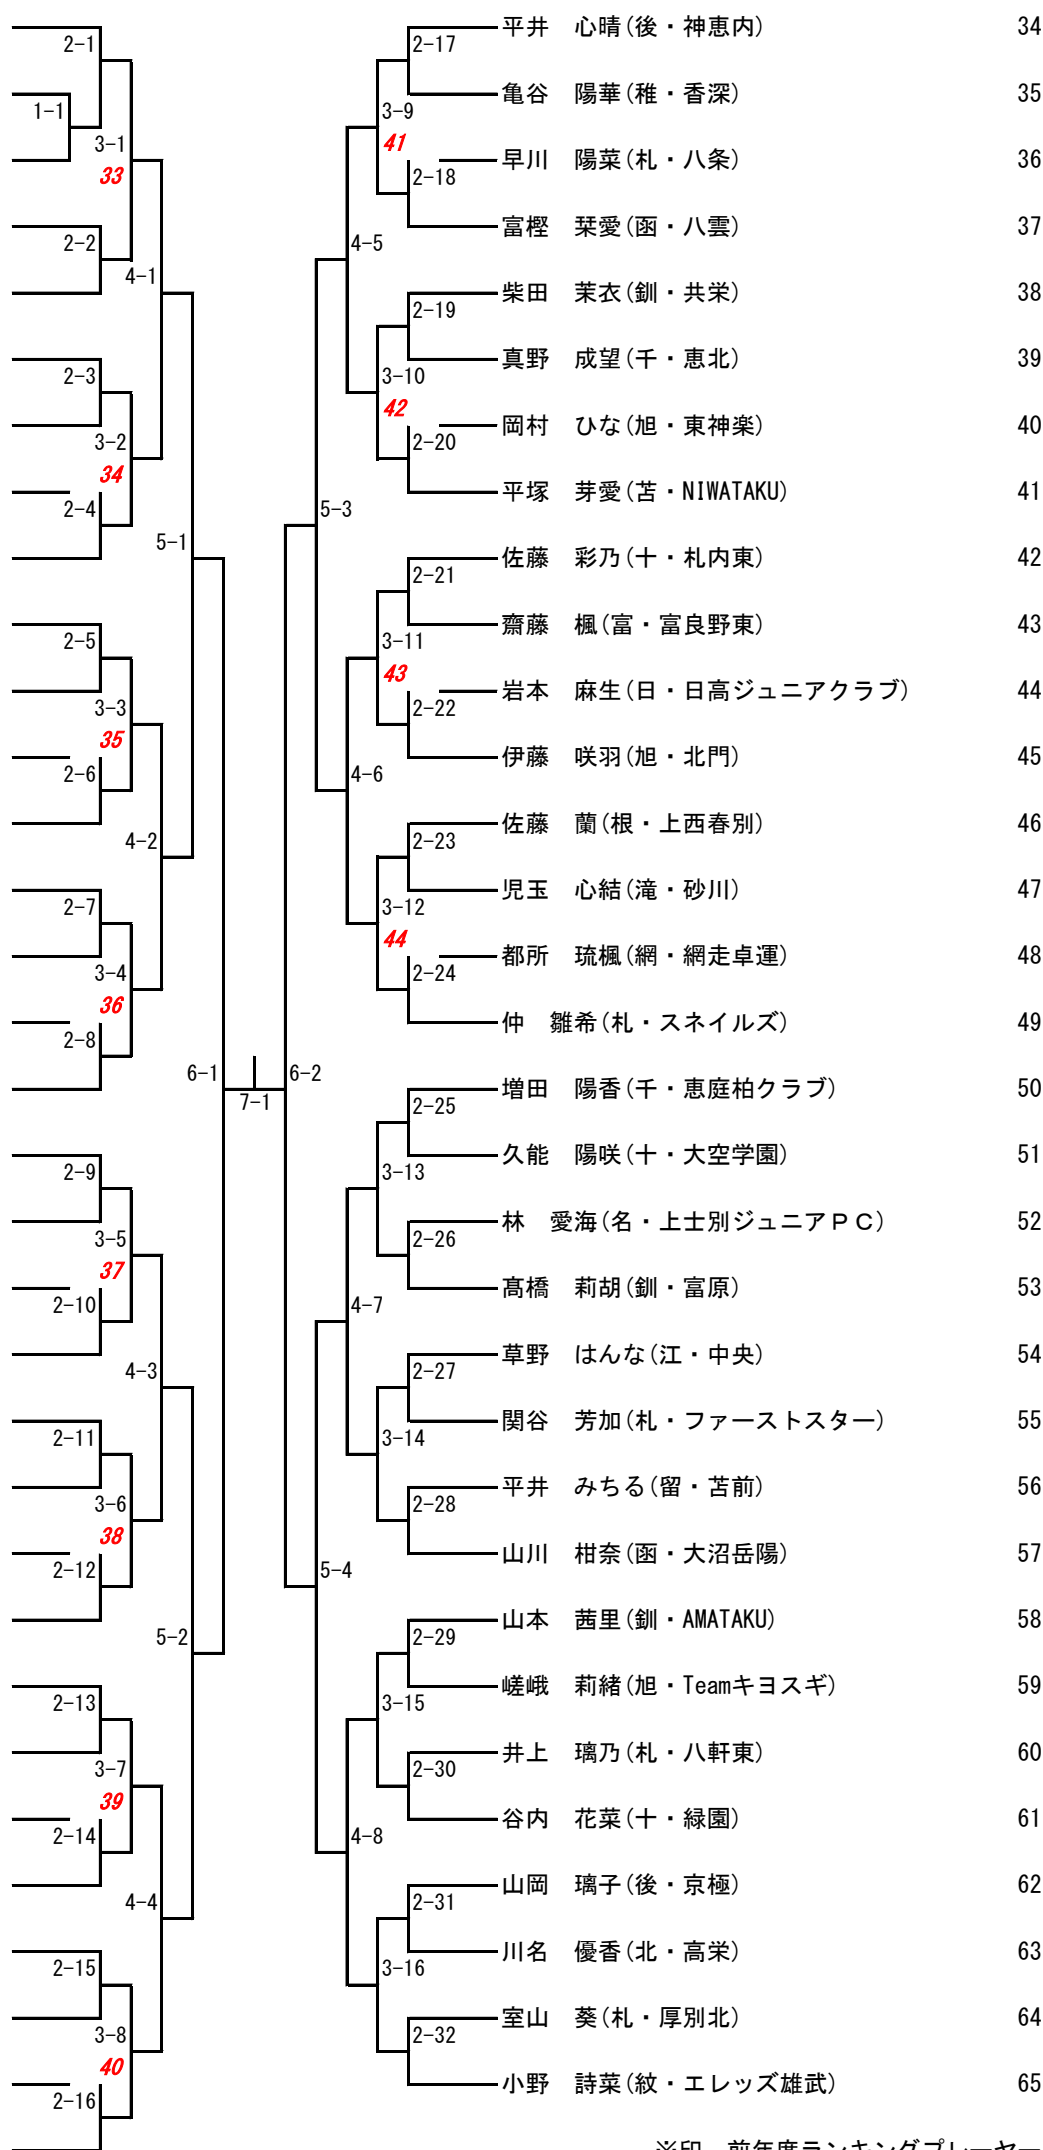 平井　心晴(後・神恵内) 34
2-1 2-17
亀谷　陽華(稚・香深) 35
1-1 3-9
3-1 41
早川　陽菜(札・八条) 36
33 2-18
富樫　栞愛(函・八雲) 37
2-2 4-5
4-1
柴田　茉衣(釧・共栄) 38
2-19
真野　成望(千・恵北) 39
2-3 3-10
42
岡村　ひな(旭・東神楽) 40
3-2 2-20
34
平塚　芽愛(苫・NIWATAKU) 41
2-4 5-3
5-1
佐藤　彩乃(十・札内東) 42
2-21
齋藤　楓(富・富良野東) 43
2-5 3-11
43
岩本　麻生(日・日高ジュニアクラブ) 44
3-3 2-22
35
伊藤　咲羽(旭・北門) 45
2-6 4-6
佐藤　蘭(根・上西春別) 46
4-2 2-23
児玉　心結(滝・砂川) 47
2-7 3-12
44
都所　琉楓(網・網走卓運) 48
3-4 2-24
36
仲　雛希(札・スネイルズ) 49
2-8
6-1 6-2
増田　陽香(千・恵庭柏クラブ) 50
7-1 2-25
久能　陽咲(十・大空学園) 51
2-9 3-13
林　愛海(名・上士別ジュニアＰＣ) 52
3-5 2-26
37
髙橋　莉胡(釧・富原) 53
2-10 4-7
草野　はんな(江・中央) 54
4-3 2-27
関谷　芳加(札・ファーストスター) 55
2-11 3-14
平井　みちる(留・苫前) 56
3-6 2-28
38
山川　柑奈(函・大沼岳陽) 57
2-12 5-4
山本　茜里(釧・AMATAKU) 58
5-2 2-29
嵯峨　莉緒(旭・Teamキヨスギ) 59
2-13 3-15
井上　璃乃(札・八軒東) 60
3-7 2-30
39
谷内　花菜(十・緑園) 61
2-14 4-8
山岡　璃子(後・京極) 62
4-4 2-31
川名　優香(北・高栄) 63
2-15 3-16
室山　葵(札・厚別北) 64
3-8 2-32
40
小野　詩菜(紋・エレッズ雄武) 65
2-16
※印　前年度ランキングプレーヤー